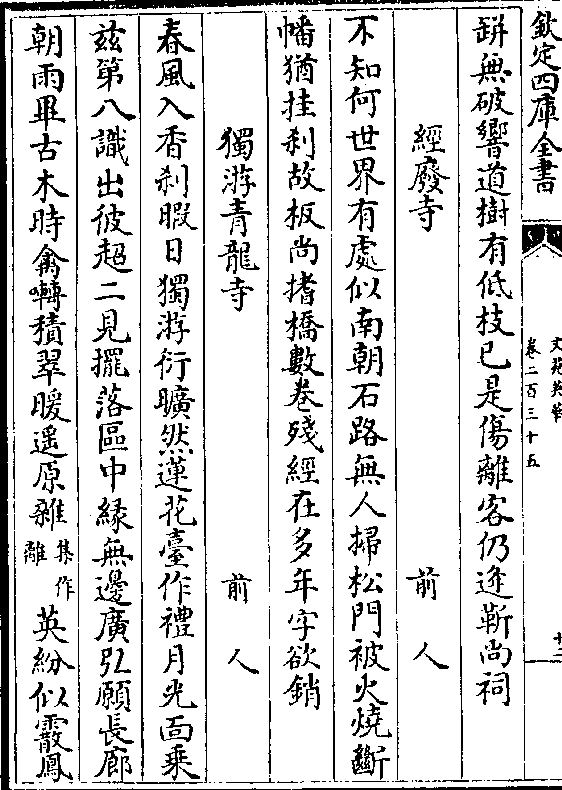 欽定四庫全書
文苑英華
卷二百三十五
十二
缾無破響道樹有低枝已是傷離客仍逢靳尚祠
經廢寺　前人
不知何世界有處似南朝石路無人掃松門被火燒斷
幡猶挂刹故板尚搘橋數卷殘經在多年字欲銷
獨游青龍寺　前人
春風入香刹暇日獨游衍曠然蓮花臺作禮月光面乗
兹第八識出彼超二見擺落區中縁無邊廣弘願長廊
朝雨畢古木時禽囀積翠暖遥原雜集作離英紛似霰鳳